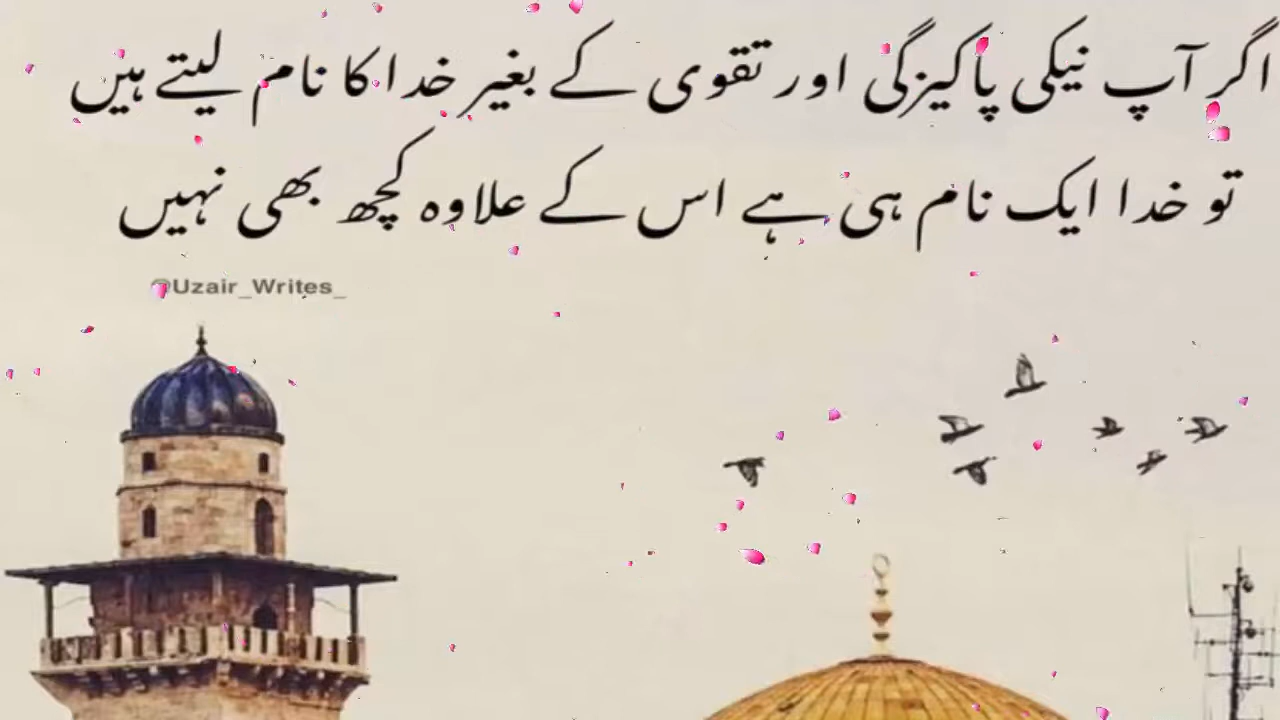 اگر آپ نیکی پاکیزگی اور تقوی کے بغیر خدا کا نام لیتے ہیں
تو خدا ایک نام ہی ہے اس کے علاوہ کچھ بھی نہیں
@Uzair_Writes_